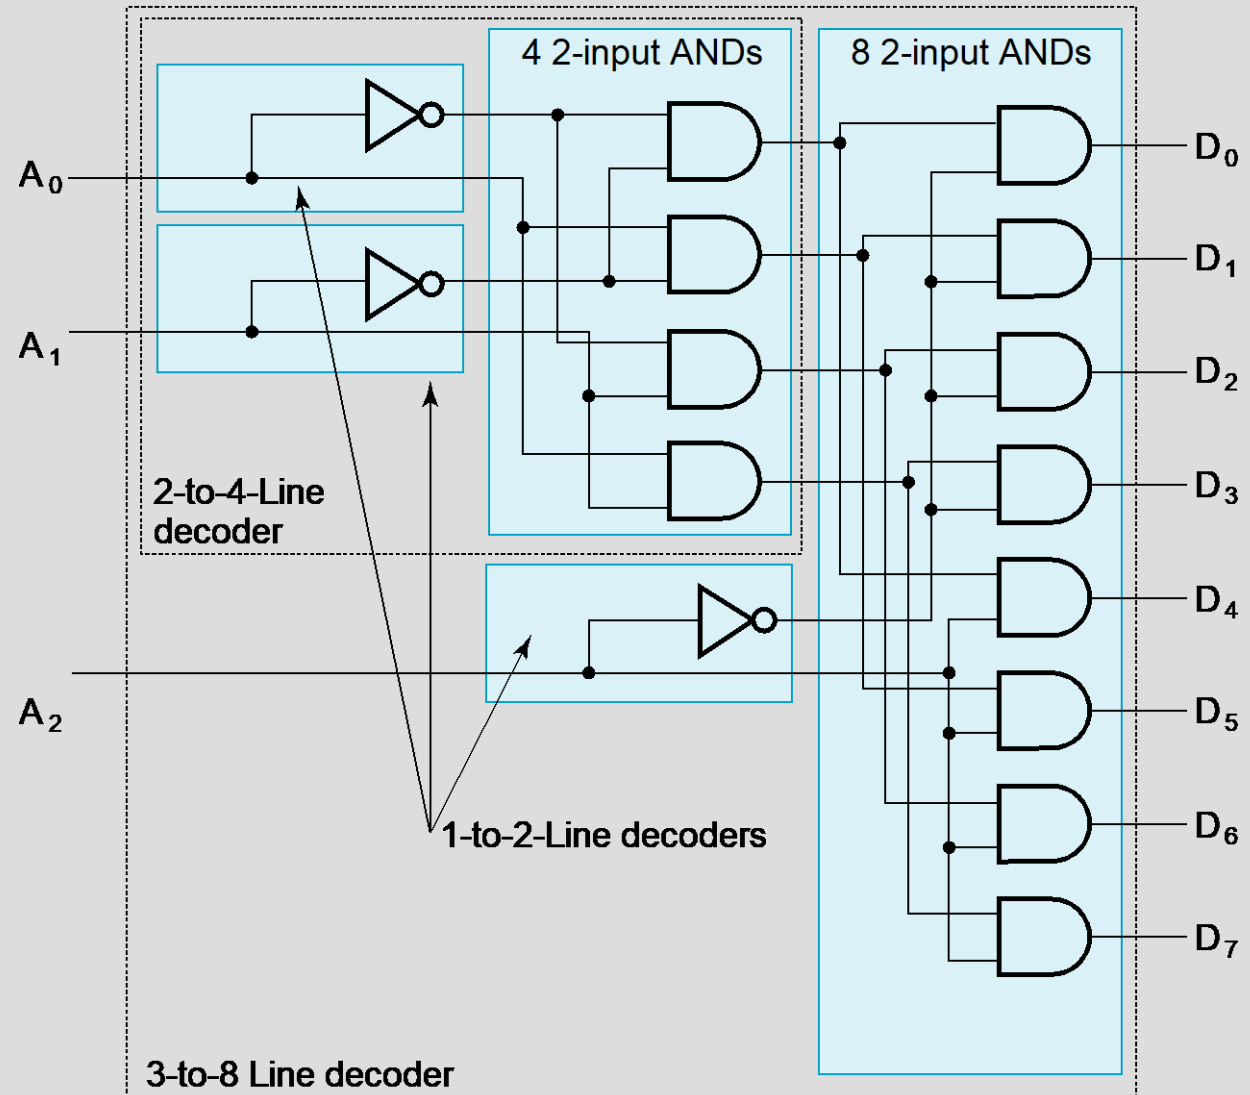 4 2-input ANDs
8 2-input ANDs
A0
D0
D1
A1
D2
2-to-4-Line
decoder
D3
D4
A2
D5
1-to-2-Line decoders
D6
D7
3-to-8 Line decoder